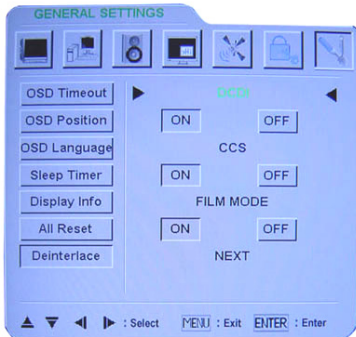 GENERAL SETTINGS
OSD Timeout
OSD Position
ON OFF
OSD Language
CCS
Sleep Timer
ON OFF
Display Info
FILM MODE
All Reset
ON OFF
Deinterlace
NEXT
: Select MENU : Exit ENTER : Enter